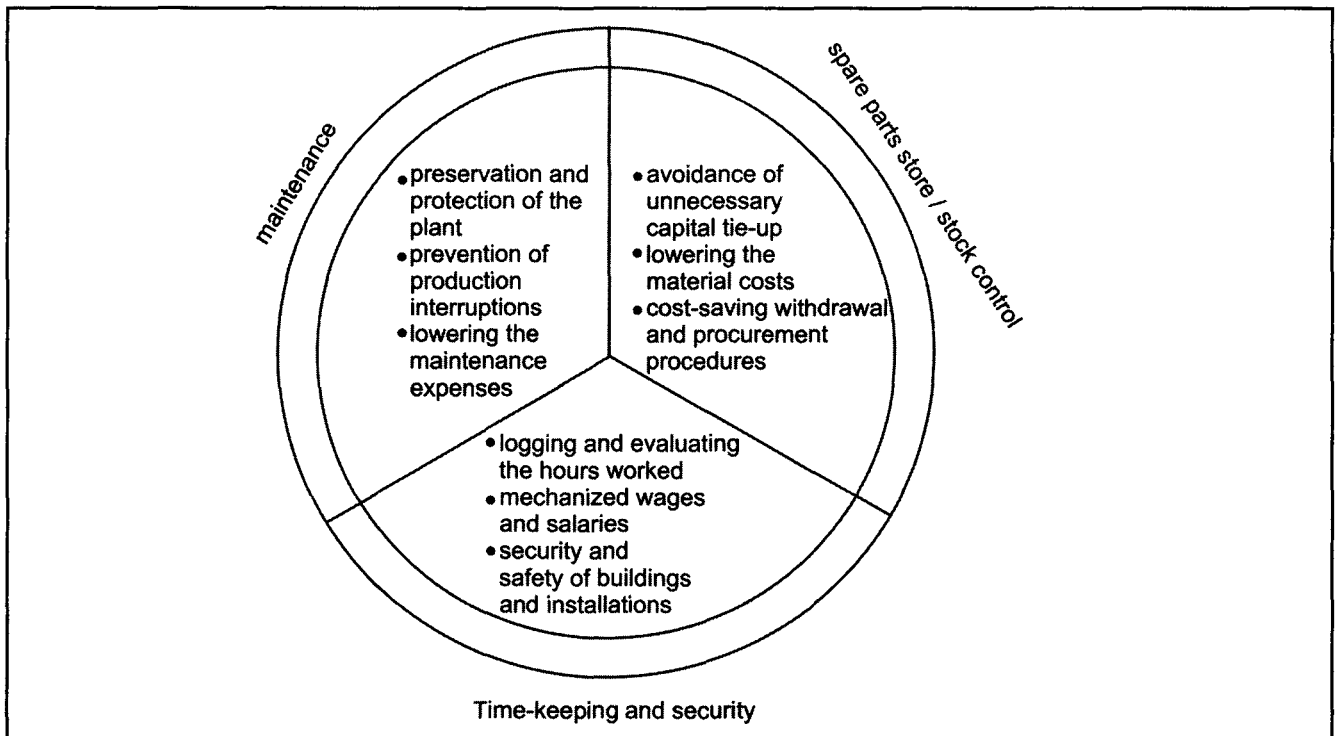 maintenance
spare parts store / stock control
•preservation and
protection of the
plant
•prevention of
production
interruptions
•lowering the
maintenance
expenses
•avoidance of
unnecessary
capital tie-up
•lowering the
material costs
•cost-saving withdrawal
and procurement
procedures
•logging and evaluating
the hours worked
•mechanized wages
and salaries
•security and
safety of buildings
and installations
Time-keeping and security